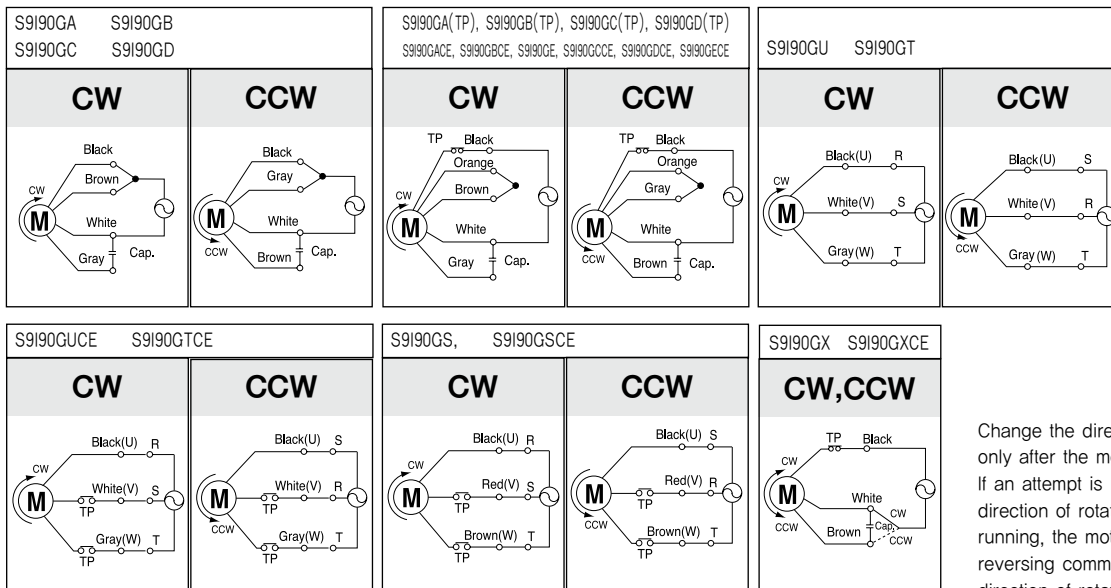 S9I90GA S9I90GB
S9I90GC S9I90GD
CW CCW
Black
Brown
CW
M
White
Gray Cap.
Black
Gray
M
White
CCW
Brown Cap.
S9I90GA(TP), S9I90GB(TP), S9I90GC(TP), S9I90GD(TP)
S9I90GACE, S9I90GBCE, S9I90GE, S9I90GCCE, S9I90GDCE, S9I90GECE
CW CCW
TP Black
Orange
CW Brown
M
White
Gray Cap.
TP Black
Orange
Gray
M
White
CCW
Brown Cap.
S9I90GU S9I90GT
CW CCW
Black(U) R
CW
M White(V) S
Gray(W) T
Black(U) S
M White(V) R
CCW
Gray(W) T
S9I90GUCE S9I90GTCE
CW CCW
Black(U) R
CW
M White(V) S
TP
Gray(W) T
TP
Black(U) S
M White(V) R
TP
CCW
Gray(W) T
TP
S9I90GS, S9I90GSCE
CW CCW
Black(U) R
CW
M Red(V) S
TP
Brown(W) T
TP
Black(U) S
M Red(V) R
TP
CCW
Brown(W) T
TP
S9I90GX S9I90GXCE
CW,CCW
TP Black
CW
M White
CW
Cap.
CCW
Brown
CCW
Change the dire
only after the m
If an attempt is
direction of rota
running, the mot
reversing comm
direction of rota